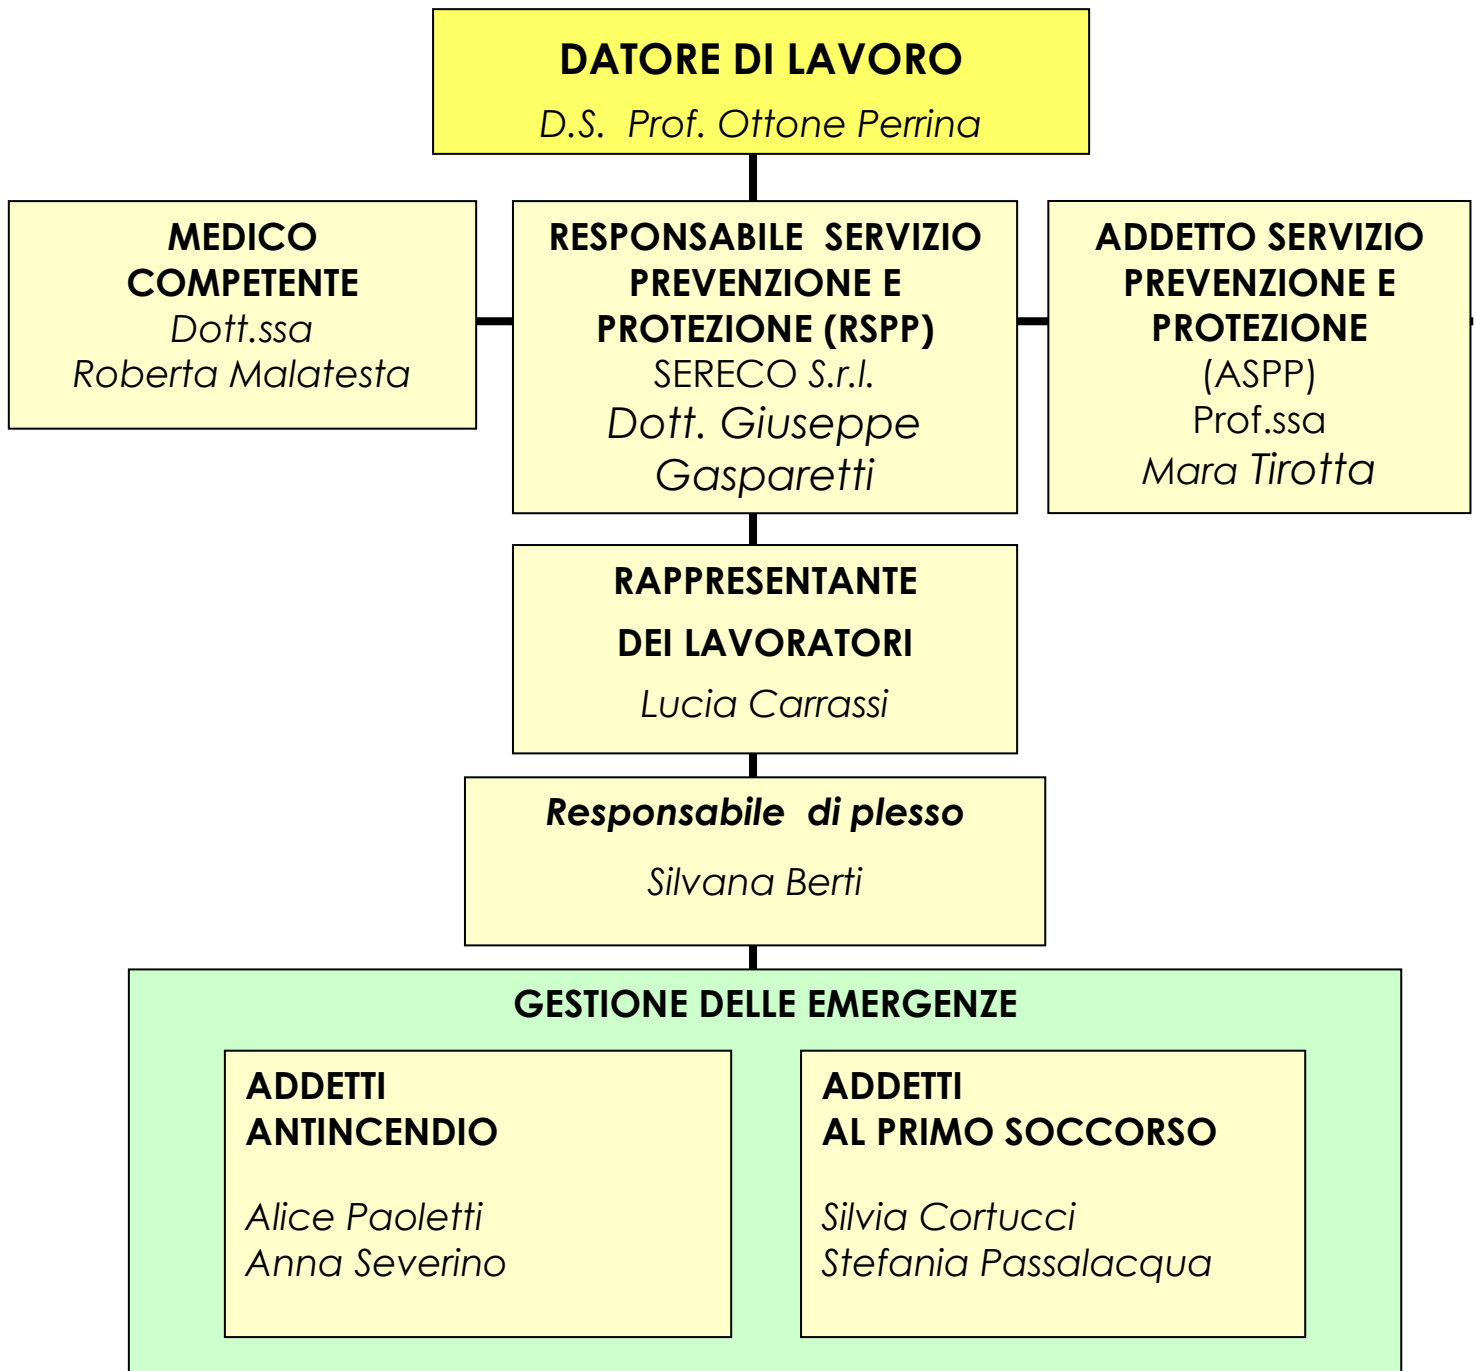 DATORE DI LAVORO
D.S. Prof. Ottone Perrina
MEDICO
COMPETENTE
Dott.ssa
Roberta Malatesta
RESPONSABILE SERVIZIO
PREVENZIONE E
PROTEZIONE (RSPP)
SERECO S.r.l.
Dott. Giuseppe
Gasparetti
ADDETTO SERVIZIO
PREVENZIONE E
PROTEZIONE
(ASPP)
Prof.ssa
Mara Tirotta
RAPPRESENTANTE
DEI LAVORATORI
Lucia Carrassi
Responsabile di plesso
Silvana Berti
GESTIONE DELLE EMERGENZE
ADDETTI
ANTINCENDIO
Alice Paoletti
Anna Severino
ADDETTI
AL PRIMO SOCCORSO
Silvia Cortucci
Stefania Passalacqua